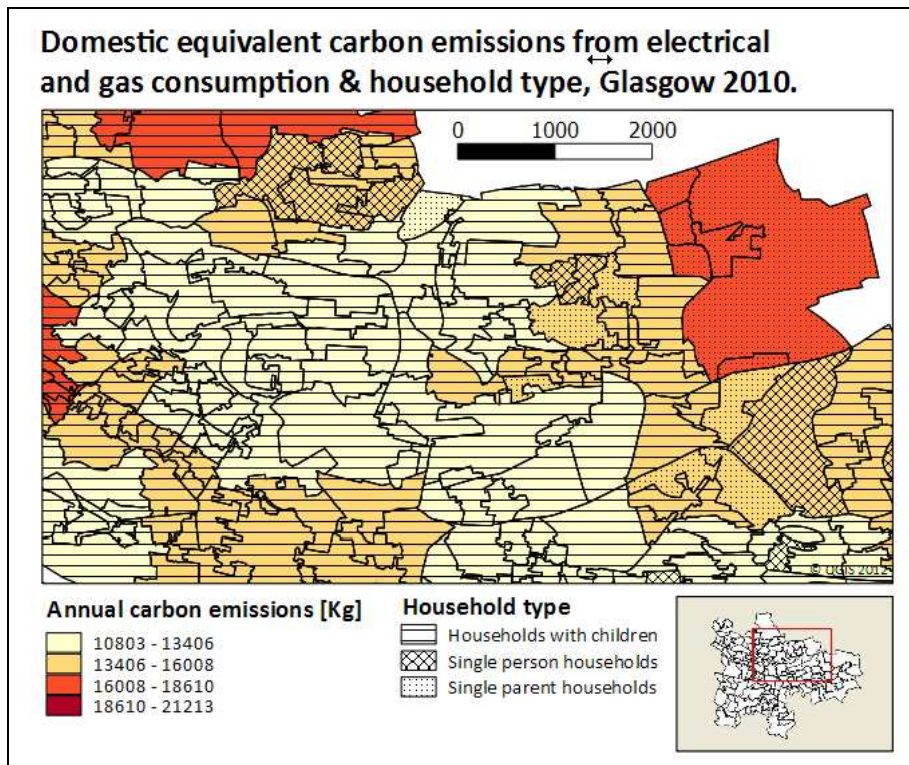 Domestic equivalent carbon emissions from electrical
and gas consumption & household type, Glasgow 2010.
0 1000 2000
© UGIS 2012
Annual carbon emissions [Kg]
10803 - 13406
13406 - 16008
16008 - 18610
18610 - 21213
Household type
Households with children
Single person households
Single parent households